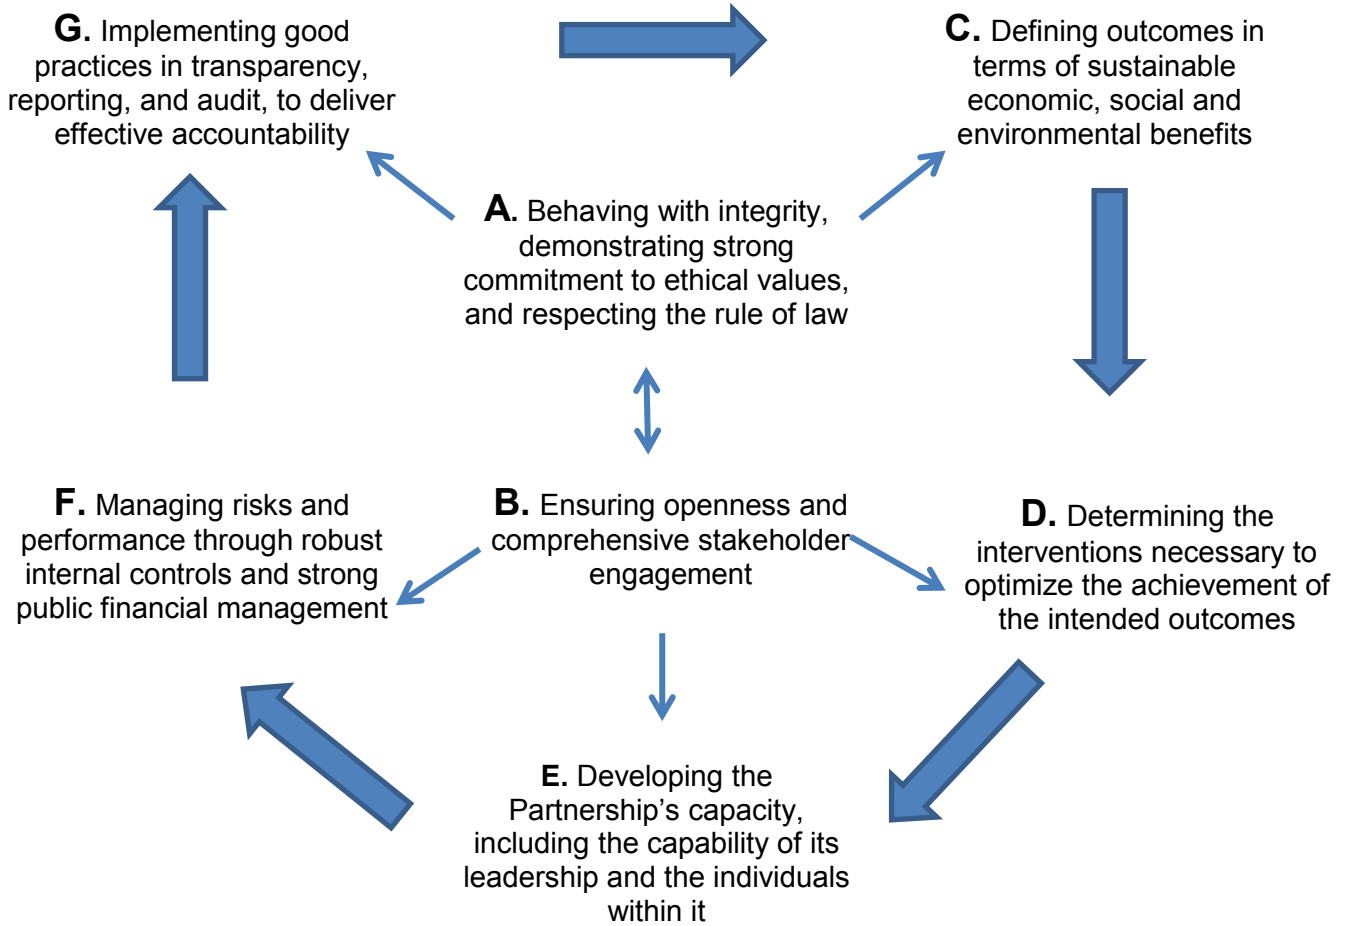 G. Implementing good
practices in transparency,
reporting, and audit, to deliver
effective accountability
C. Defining outcomes in
terms of sustainable
economic, social and
environmental benefits
A. Behaving with integrity,
demonstrating strong
commitment to ethical values,
and respecting the rule of law
F. Managing risks and
performance through robust
internal controls and strong
public financial management
B. Ensuring openness and
comprehensive stakeholder
engagement
D. Determining the
interventions necessary to
optimize the achievement of
the intended outcomes
E. Developing the
Partnership’s capacity,
including the capability of its
leadership and the individuals
within it